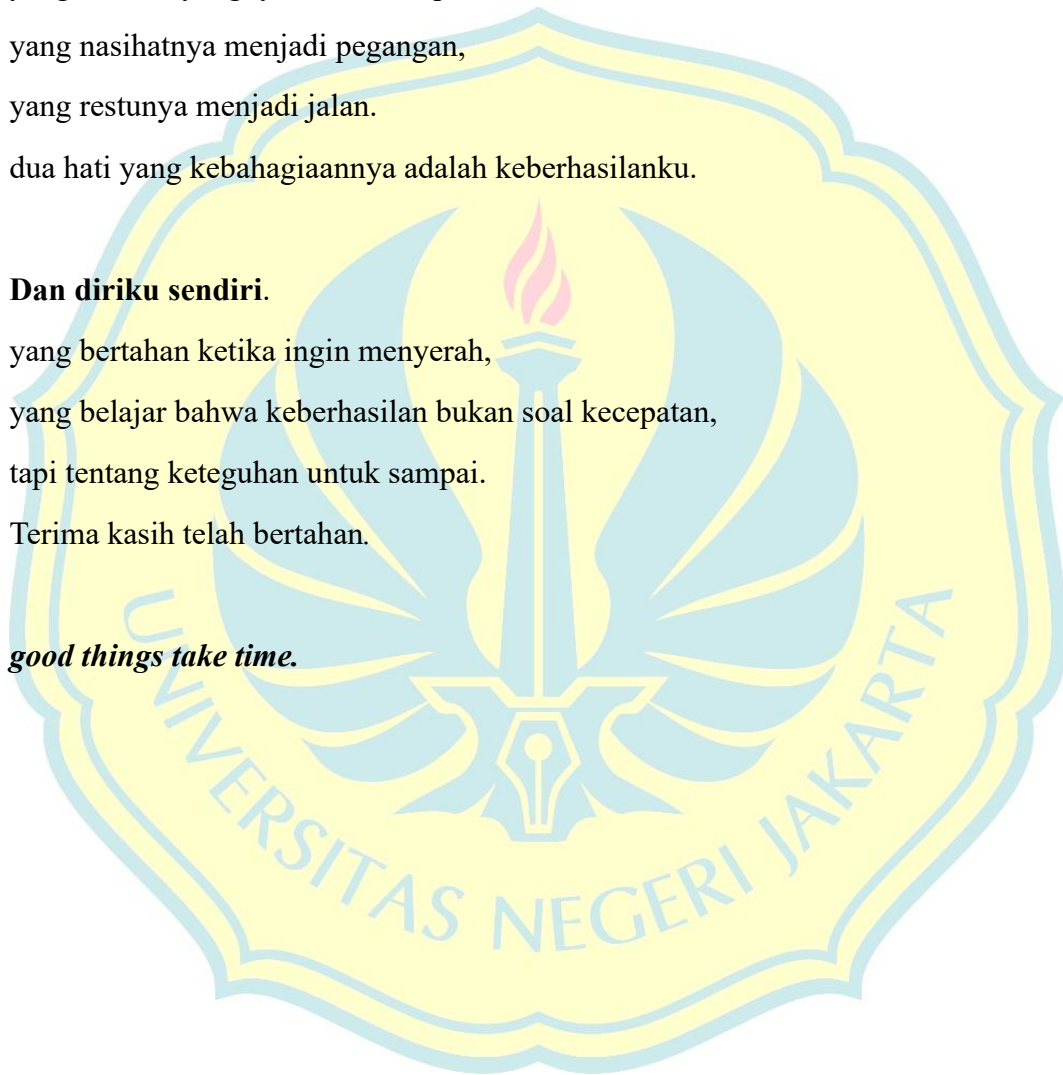 yang nasihatnya menjadi pegangan,
yang restunya menjadi jalan.
dua hati yang kebahagiaannya adalah keberhasilanku.
Dan diriku sendiri.
yang bertahan ketika ingin menyerah,
yang belajar bahwa keberhasilan bukan soal kecepatan,
tapi tentang keteguhan untuk sampai.
Terima kasih telah bertahan.
good things take time.
UNIVERSITAS NEGERI JAKARTA